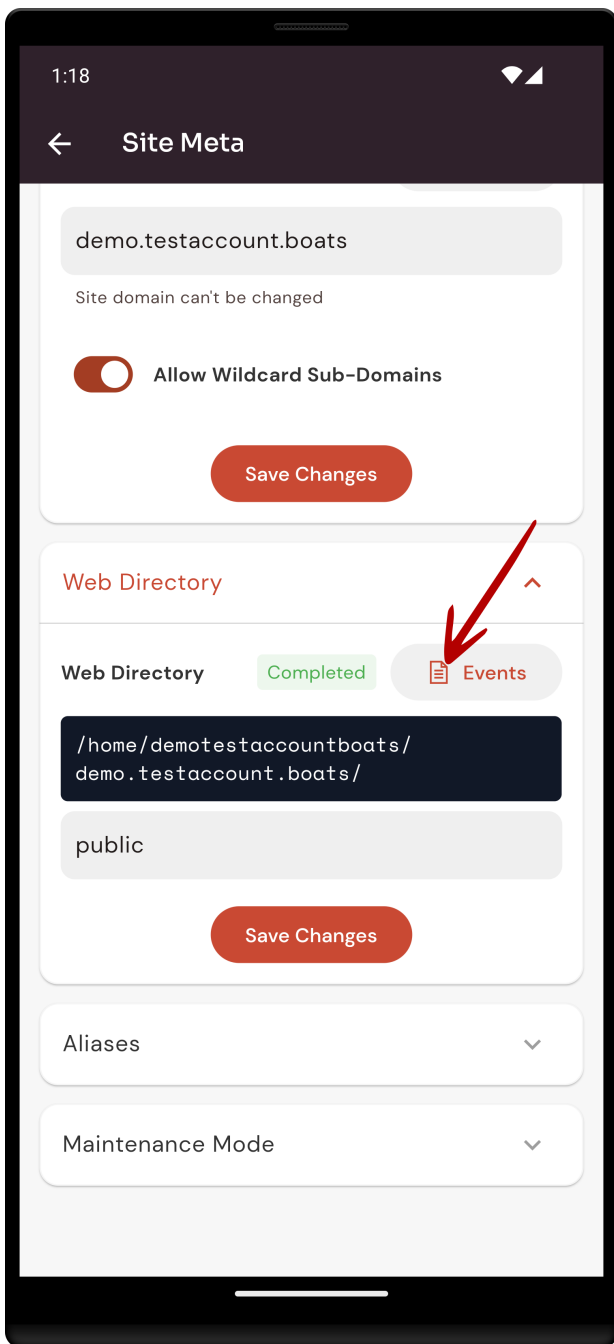 1:18
Site Meta
demo.testaccount.boats
Site domain can't be changed
Allow Wildcard Sub-Domains
Save Changes
Web Directory
Web Directory Completed Events
/home/demotestaccountboats/
demo.testaccount.boats/
public
Save Changes
Aliases
Maintenance Mode